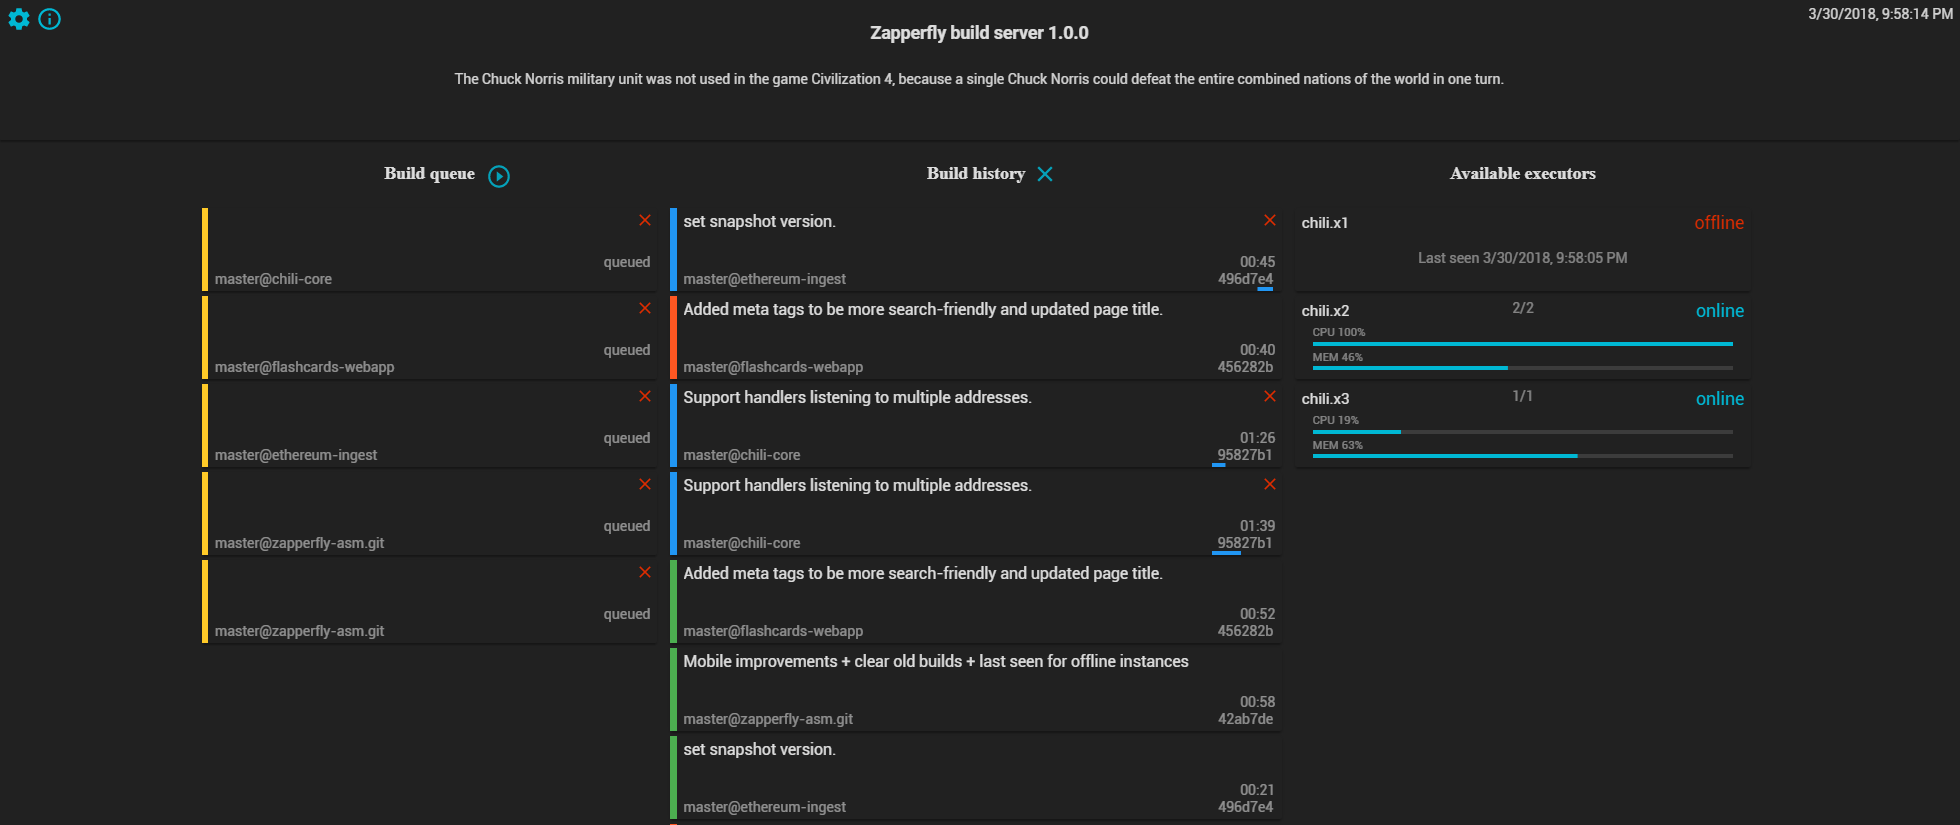 3/30/2018, 9:58:14 PM
Zapperfly build server 1.0.0
The Chuck Norris military unit was not used in the game Civilization 4, because a single Chuck Norris could defeat the entire combined nations of the world in one turn.
Build queue
queued
master@chili-core
queued
master@flashcards-webapp
queued
master@ethereum-ingest
queued
master@zapperfly-asm.git
queued
master@zapperfly-asm.git
Build history
set snapshot version.
00:45
master@ethereum-ingest 496d7e4
Added meta tags to be more search-friendly and updated page title.
00:40
master@flashcards-webapp 456282b
Support handlers listening to multiple addresses.
01:26
master@chili-core 95827b1
Support handlers listening to multiple addresses.
01:39
master@chili-core 95827b1
Added meta tags to be more search-friendly and updated page title.
00:52
master@flashcards-webapp 456282b
Mobile improvements + clear old builds + last seen for offline instances
00:58
master@zapperfly-asm.git 42ab7de
set snapshot version.
00:21
master@ethereum-ingest 496d7e4
Available executors
chili.x1 offline
Last seen 3/30/2018, 9:58:05 PM
chili.x2 2/2 online
CPU 100%
MEM 46%
chili.x3 1/1 online
CPU 19%
MEM 63%